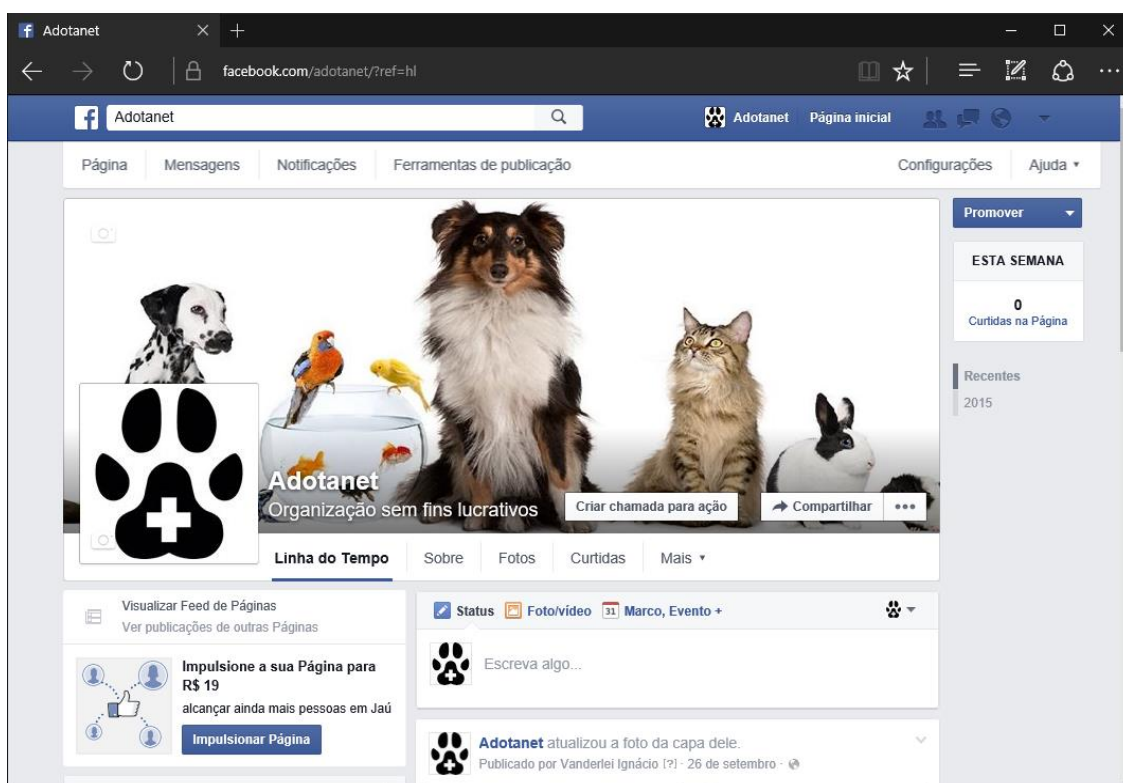 Adotanet
facebook.com/adotanet/?ref=hl
Adotanet
Adotanet Página inicial
Página Mensagens Notificações Ferramentas de publicação Configurações Ajuda
Promover
ESTA SEMANA
0
Curtidas na Página
Recentes
2015
Adotanet
Organização sem fins lucrativos
Criar chamada para ação Compartilhar
Linha do Tempo Sobre Fotos Curtidas Mais
Visualizar Feed de Páginas
Ver publicações de outras Páginas
Impulsione a sua Página para
R$ 19
alcançar ainda mais pessoas em Jaú
Impulsionar Página
Status Foto/vídeo 31 Marco, Evento +
Escreva algo...
Adotanet atualizou a foto da capa dele.
Publicado por Vanderlei Ignácio [?] · 26 de setembro ·